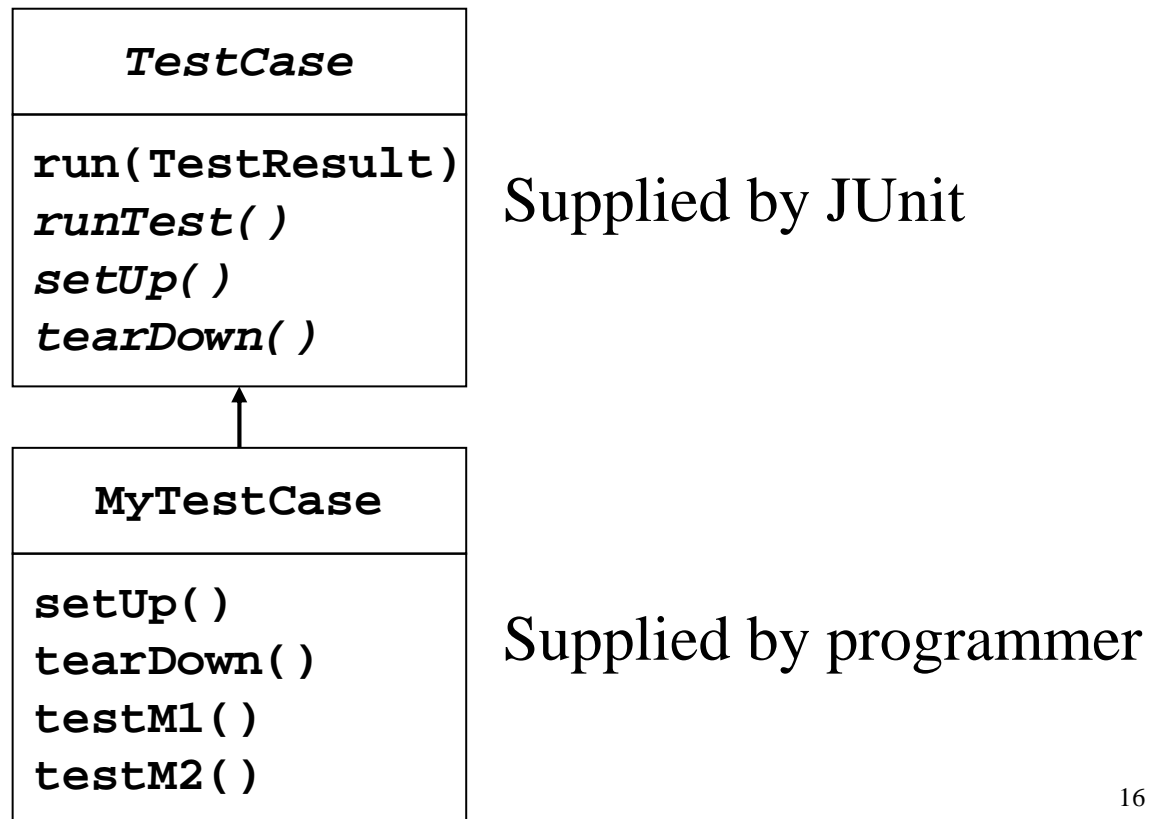 TestCase
run(TestResult)
runTest()
setUp()
tearDown()
Supplied by JUnit
MyTestCase
setUp()
tearDown()
testM1()
testM2()
Supplied by programmer
16